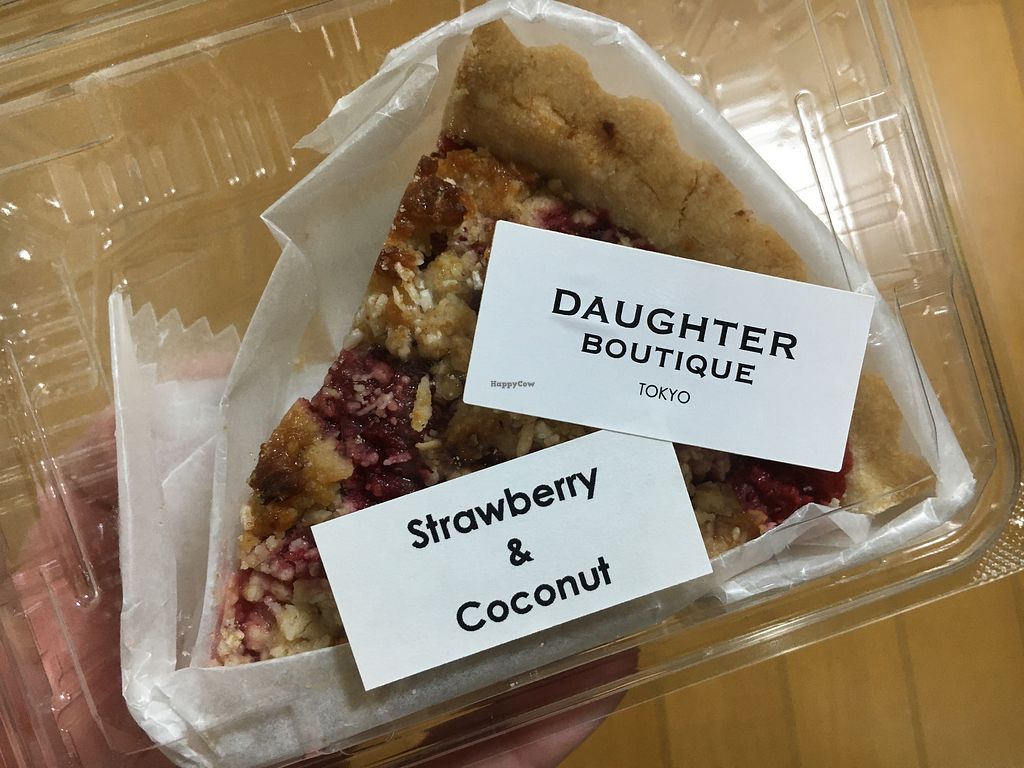 DAUGHTER
BOUTIQUE
TOKYO
HappyCow
Strawberry
&
Coconut